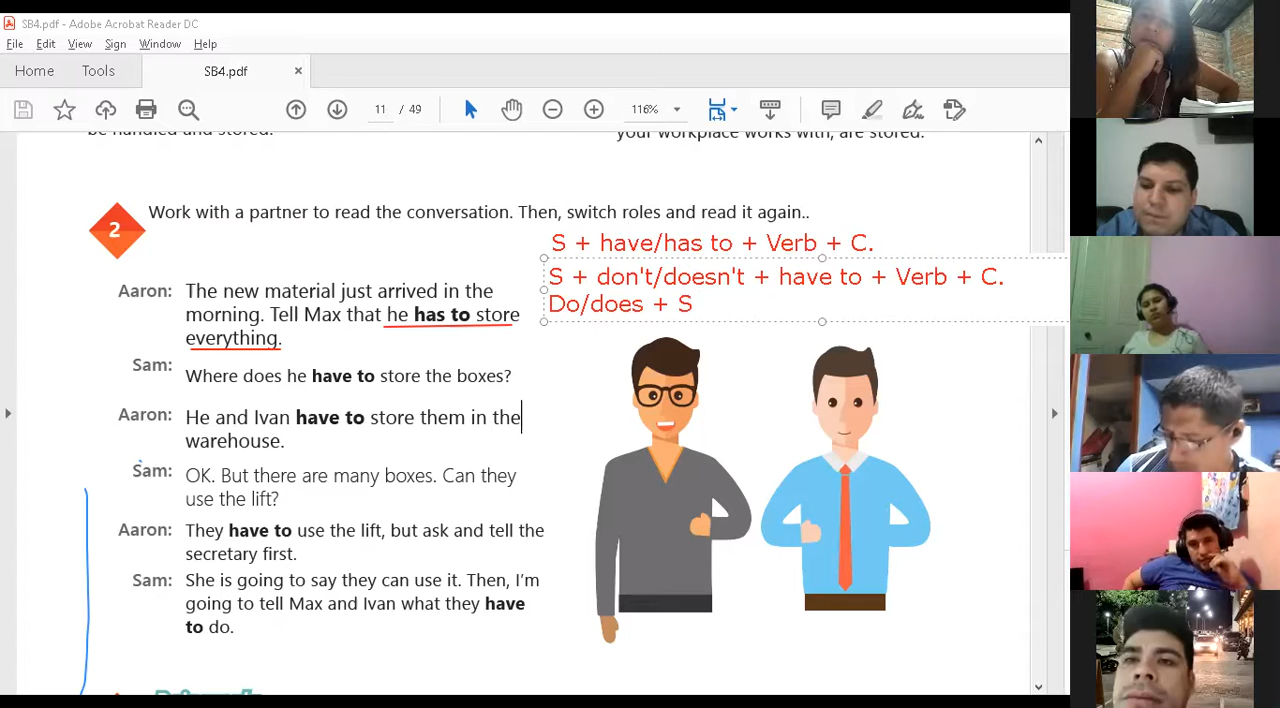 SB4.pdf - Adobe Acrobat Reader DC
File Edit View Sign Window Help
Home Tools SB4.pdf ×
11 / 49 116%
be handled and stored.
your workplace works with, are stored.
2 Work with a partner to read the conversation. Then, switch roles and read it again..
S + have/has to + Verb + C.
S + don't/doesn't + have to + Verb + C.
Do/does + S
Aaron: The new material just arrived in the
morning. Tell Max that he has to store
everything.
Sam: Where does he have to store the boxes?
Aaron: He and Ivan have to store them in the
warehouse.
Sam: OK. But there are many boxes. Can they
use the lift?
Aaron: They have to use the lift, but ask and tell the
secretary first.
Sam: She is going to say they can use it. Then, I'm
going to tell Max and Ivan what they have
to do.